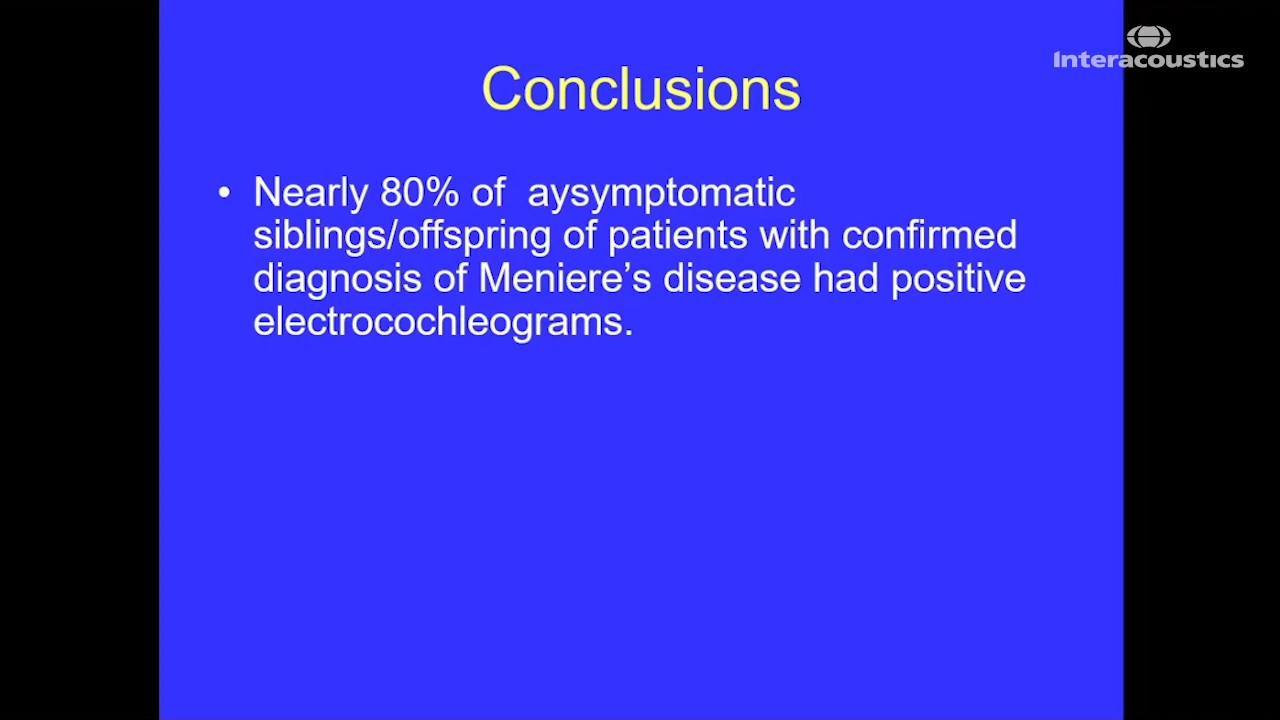 Interacoustics
Conclusions
• Nearly 80% of  aysymptomatic
siblings/offspring of patients with confirmed
diagnosis of Meniere’s disease had positive
electrocochleograms.